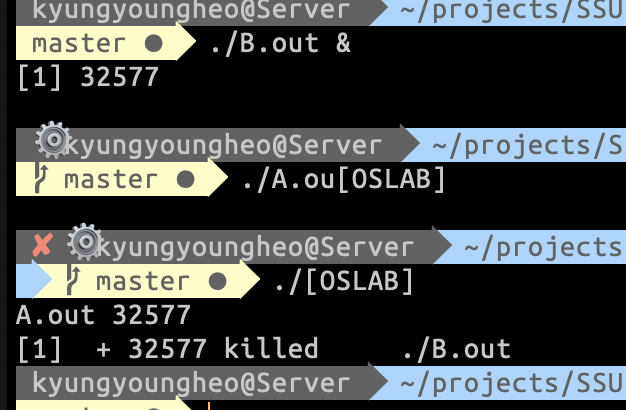 kyungyoungheo@Server ~/projects/SSU
master ● ./B.out &
[1] 32577
kyungyoungheo@Server ~/projects/S
master ● ./A.ou[OSLAB]
✘ kyungyoungheo@Server ~/projects
master ● ./[OSLAB]
A.out 32577
[1]  + 32577 killed     ./B.out
kyungyoungheo@Server ~/projects/SSU